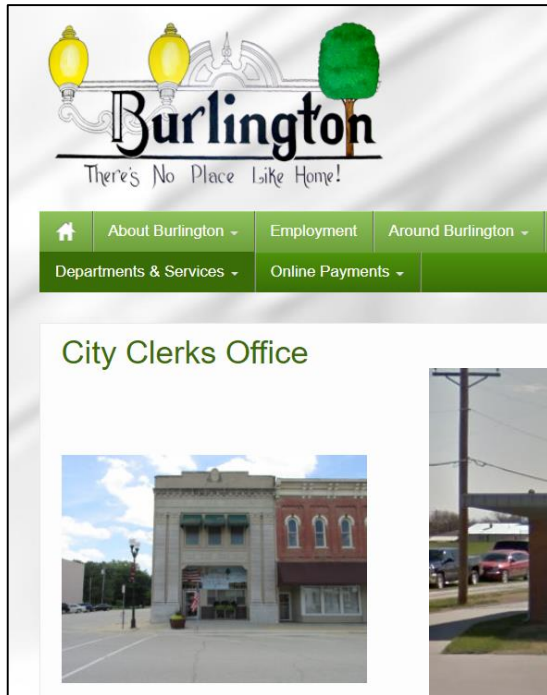 Burlington
There's No Place Like Home!
About Burlington
Employment
Around Burlington
Departments & Services
Online Payments
City Clerks Office